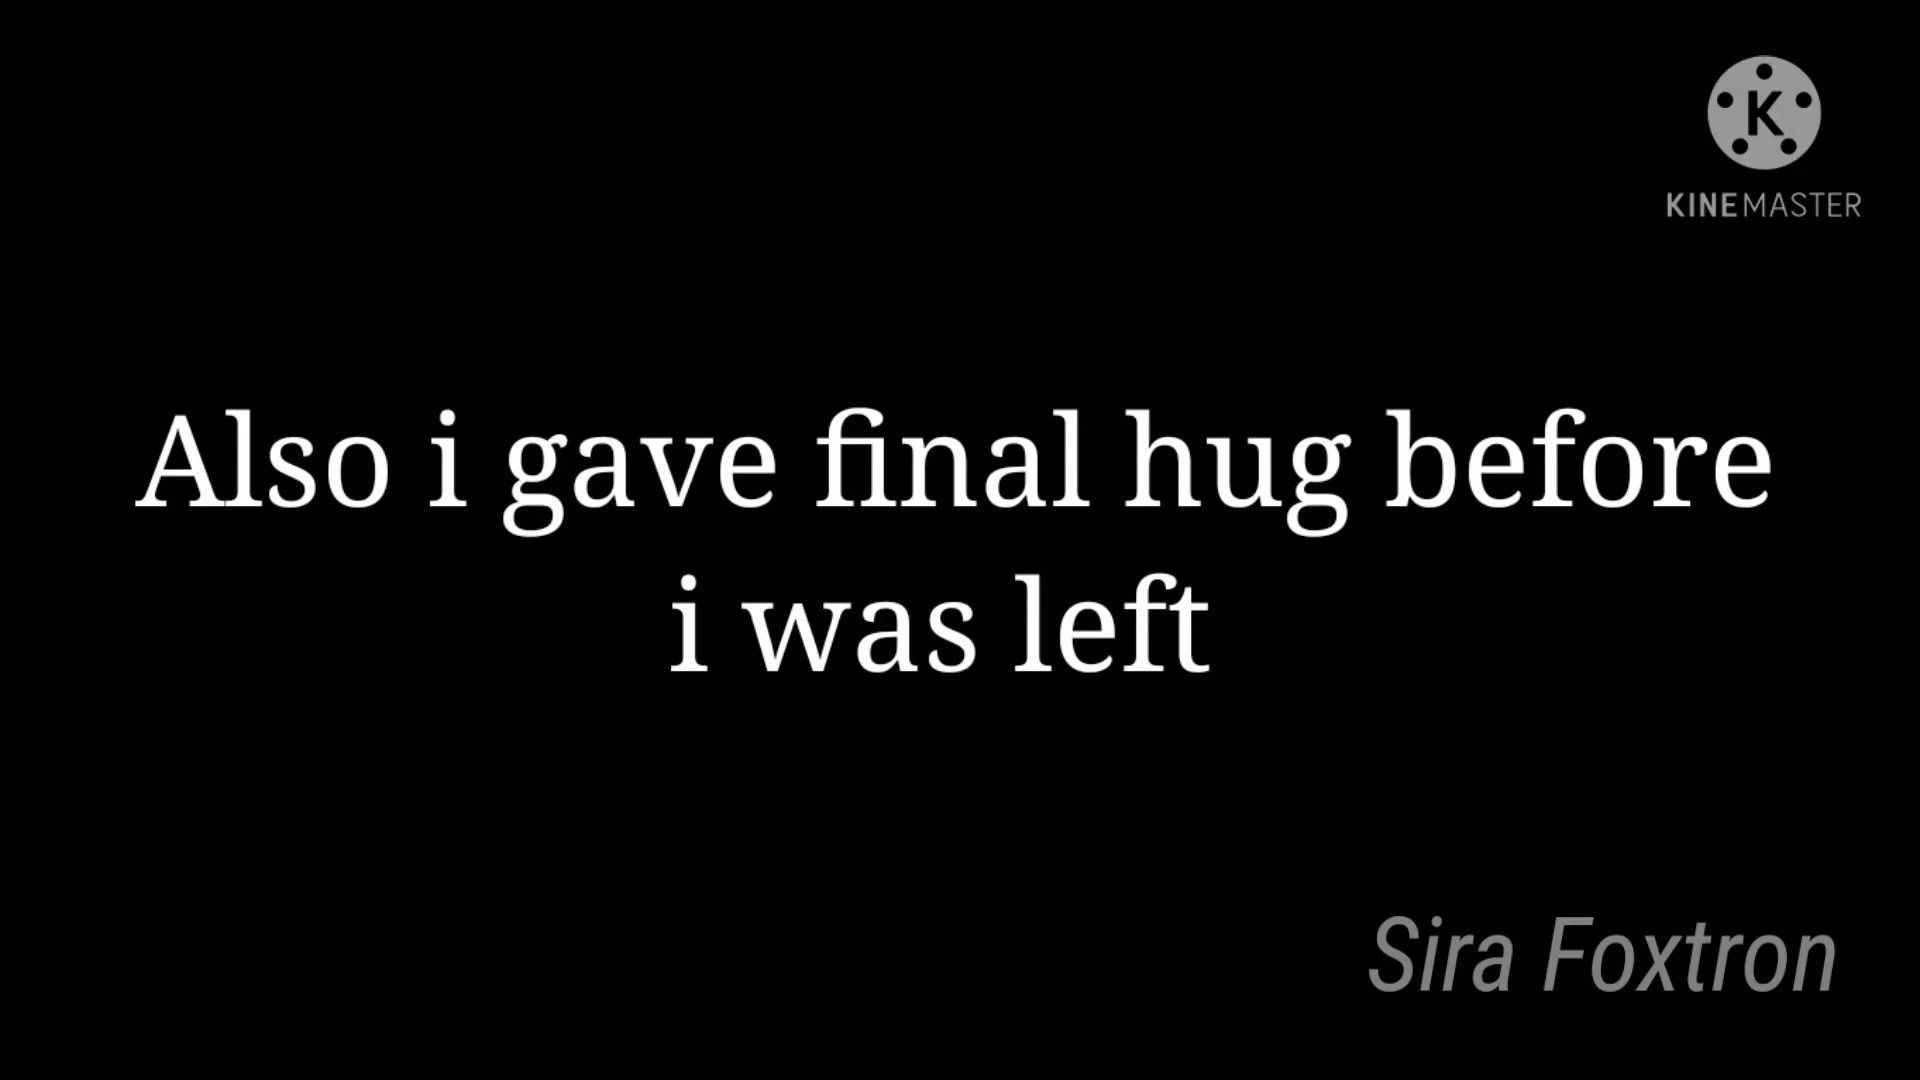 K
KINEMASTER
Also i gave final hug before
i was left
Sira Foxtron